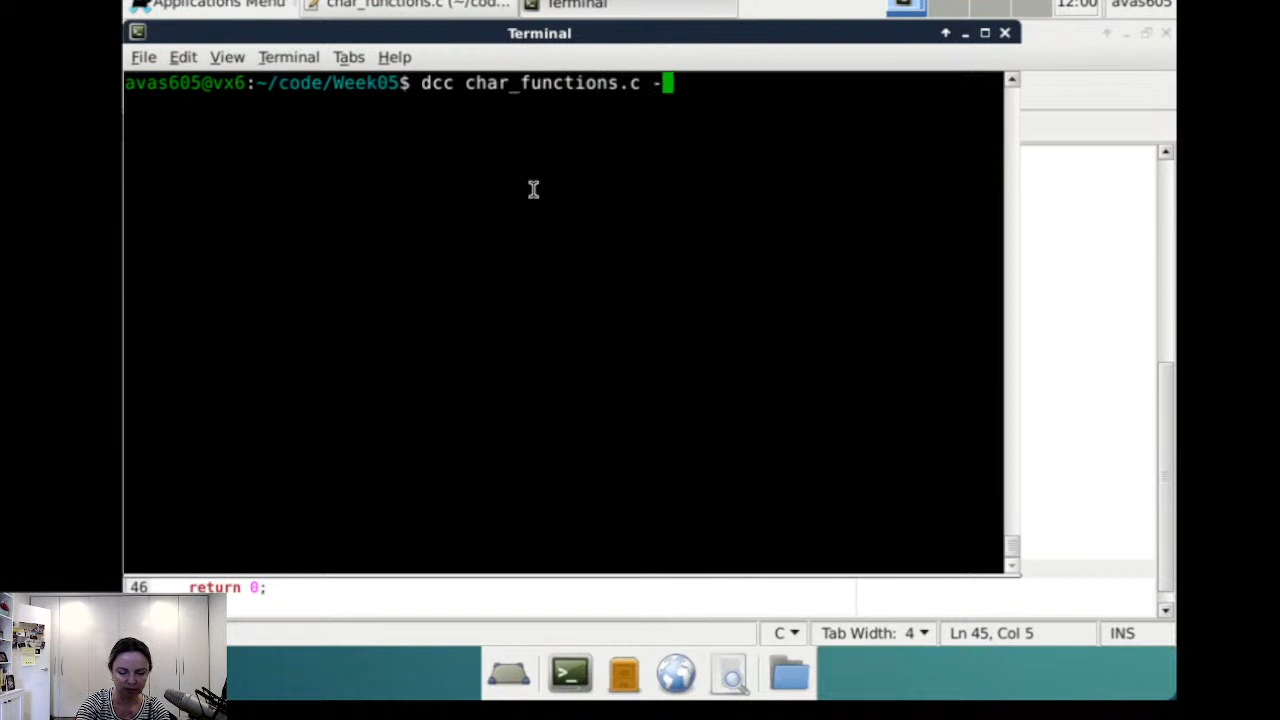 Applications Menu char_functions.c (~/cod... Terminal 12:00 avas605
Terminal
File Edit View Terminal Tabs Help
avas605@vx6:~/code/Week05$ dcc char_functions.c -
46 return 0;
C Tab Width: 4 Ln 45, Col 5 INS